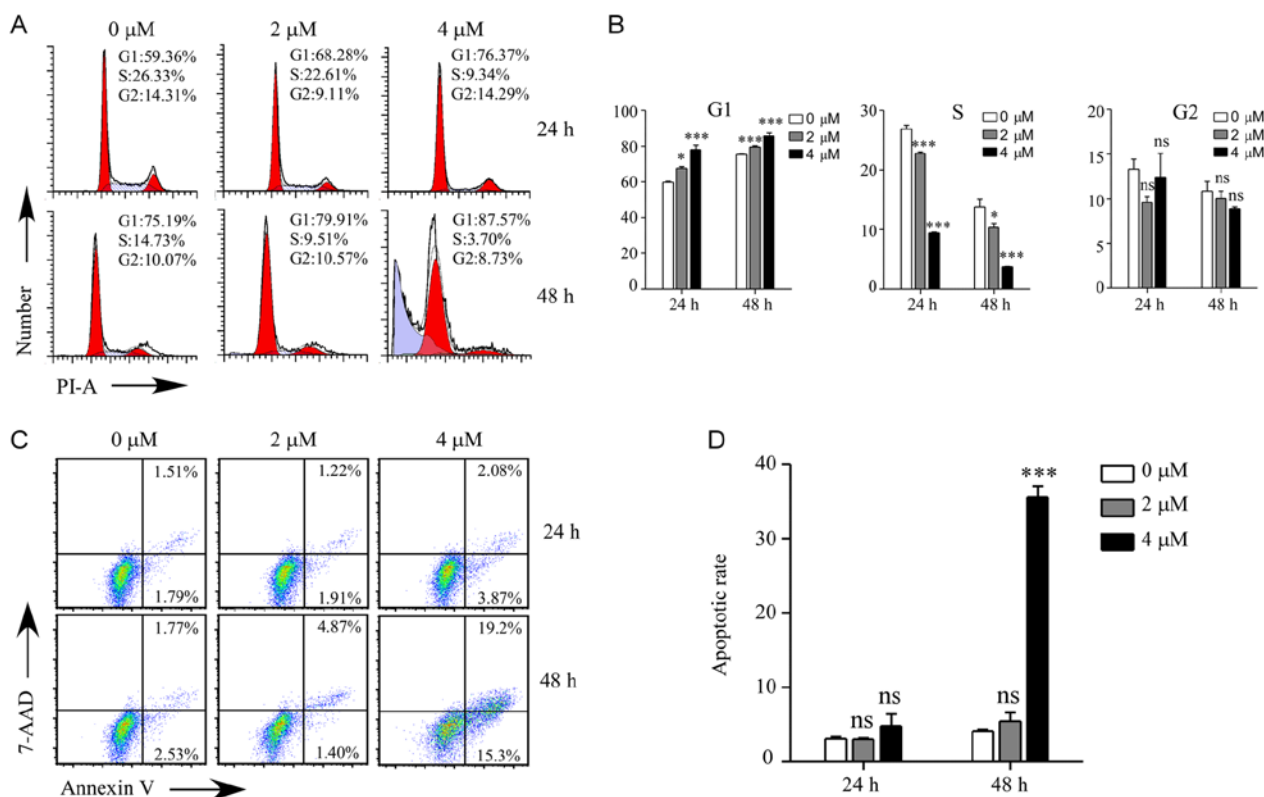 A
0 μM
2 μM
4 μM
G1:59.36%
S:26.33%
G2:14.31%
G1:68.28%
S:22.61%
G2:9.11%
G1:76.37%
S:9.34%
G2:14.29%
24 h
G1:75.19%
S:14.73%
G2:10.07%
G1:79.91%
S:9.51%
G2:10.57%
G1:87.57%
S:3.70%
G2:8.73%
48 h
Number
PI-A
B
G1
0 μM
2 μM
4 μM
100
80
60
40
20
0
*
***
***
***
24 h
48 h
S
0 μM
2 μM
4 μM
30
20
10
0
***
***
*
***
24 h
48 h
G2
0 μM
2 μM
4 μM
20
15
10
5
0
ns
ns
ns
ns
24 h
48 h
C
0 μM
2 μM
4 μM
1.51%
1.79%
1.22%
1.91%
2.08%
3.87%
24 h
1.77%
2.53%
4.87%
1.40%
19.2%
15.3%
48 h
7-AAD
Annexin V
D
Apoptotic rate
40
30
20
10
0
ns
ns
ns
***
24 h
48 h
0 μM
2 μM
4 μM